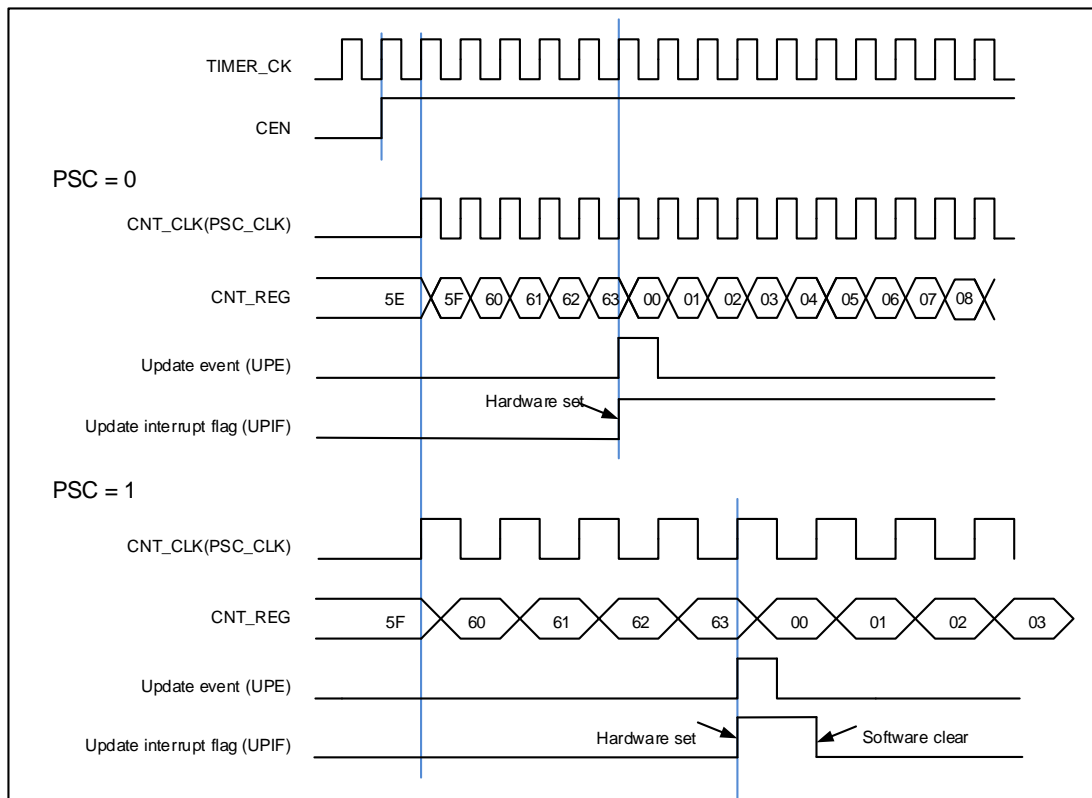 TIMER_CK
CEN
PSC = 0
CNT_CLK(PSC_CLK)
CNT_REG 5E 5F 60 61 62 63 00 01 02 03 04 05 06 07 08
Update event (UPE)
Hardware set
Update interrupt flag (UPIF)
PSC = 1
CNT_CLK(PSC_CLK)
CNT_REG 5F 60 61 62 63 00 01 02 03
Update event (UPE)
Update interrupt flag (UPIF) Hardware set Software clear